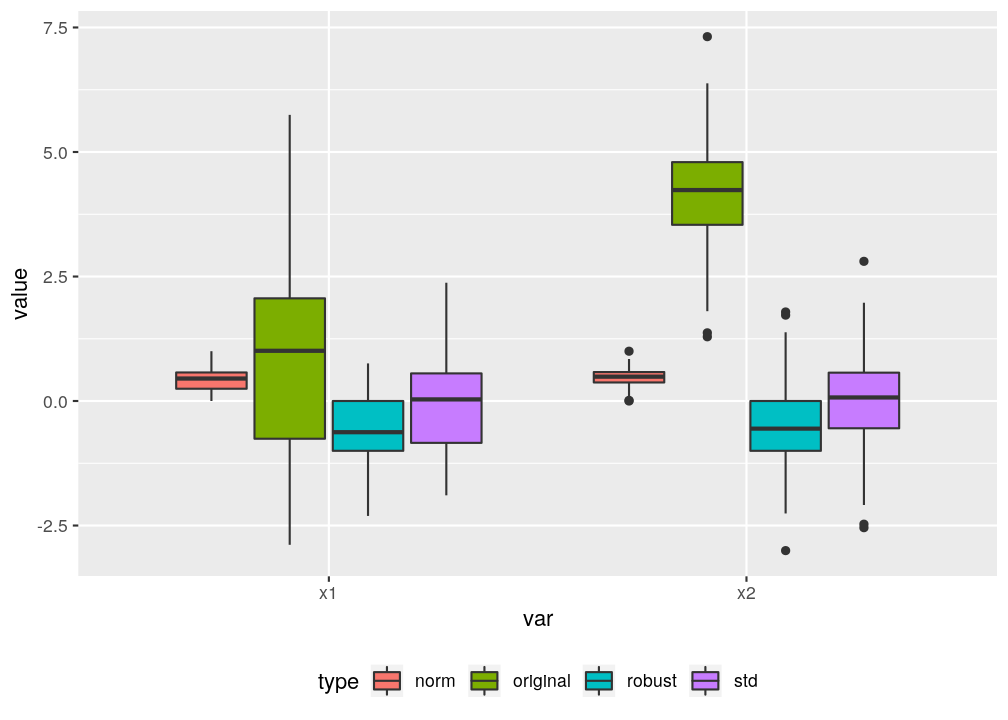 7.5
5.0
2.5
0.0
-2.5
value
x1 x2
var
type norm original robust std